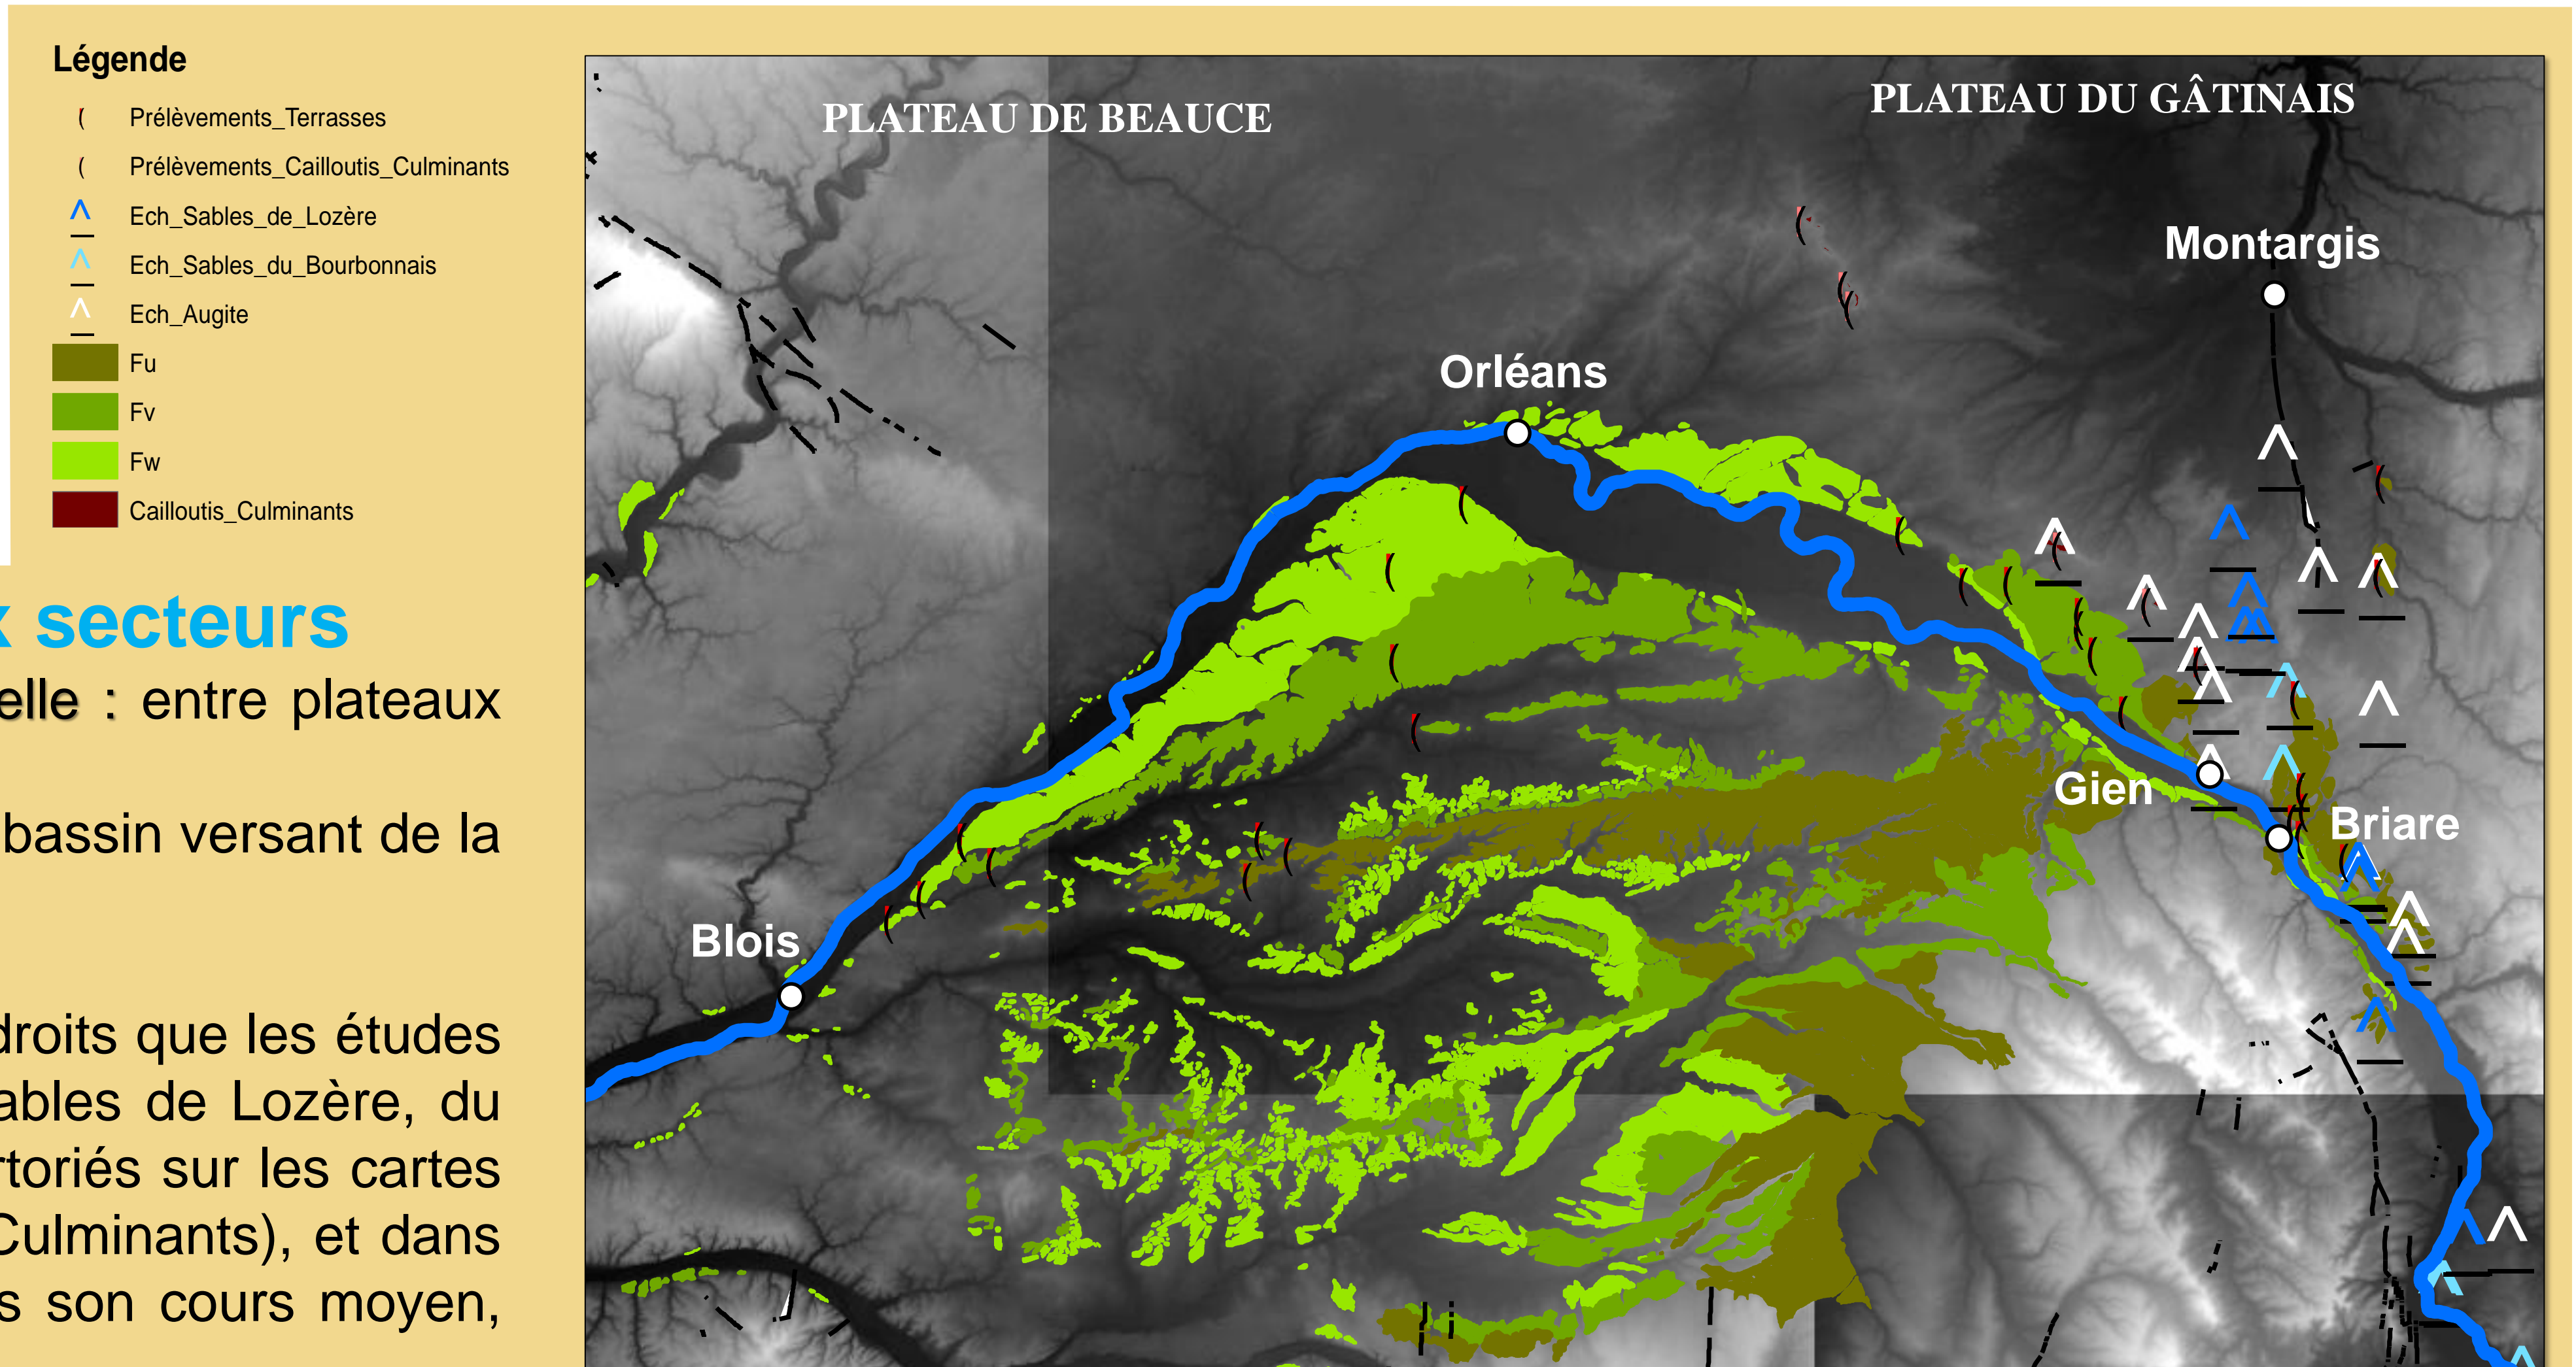 Légende
Prélèvements_Terrasses
Prélèvements_Cailloutis_Culminants
Ech_Sables_de_Lozère
Ech_Sables_du_Bourbonnais
Ech_Augite
Fu
Fv
Fw
Cailloutis_Culminants
x secteurs
elle : entre plateaux
bassin versant de la
droits que les études
ables de Lozère, du
rtoriés sur les cartes
Culminants), et dans
s son cours moyen,
PLATEAU DE BEAUCE
PLATEAU DU GÂTINAIS
Montargis
Orléans
Gien
Briare
Blois